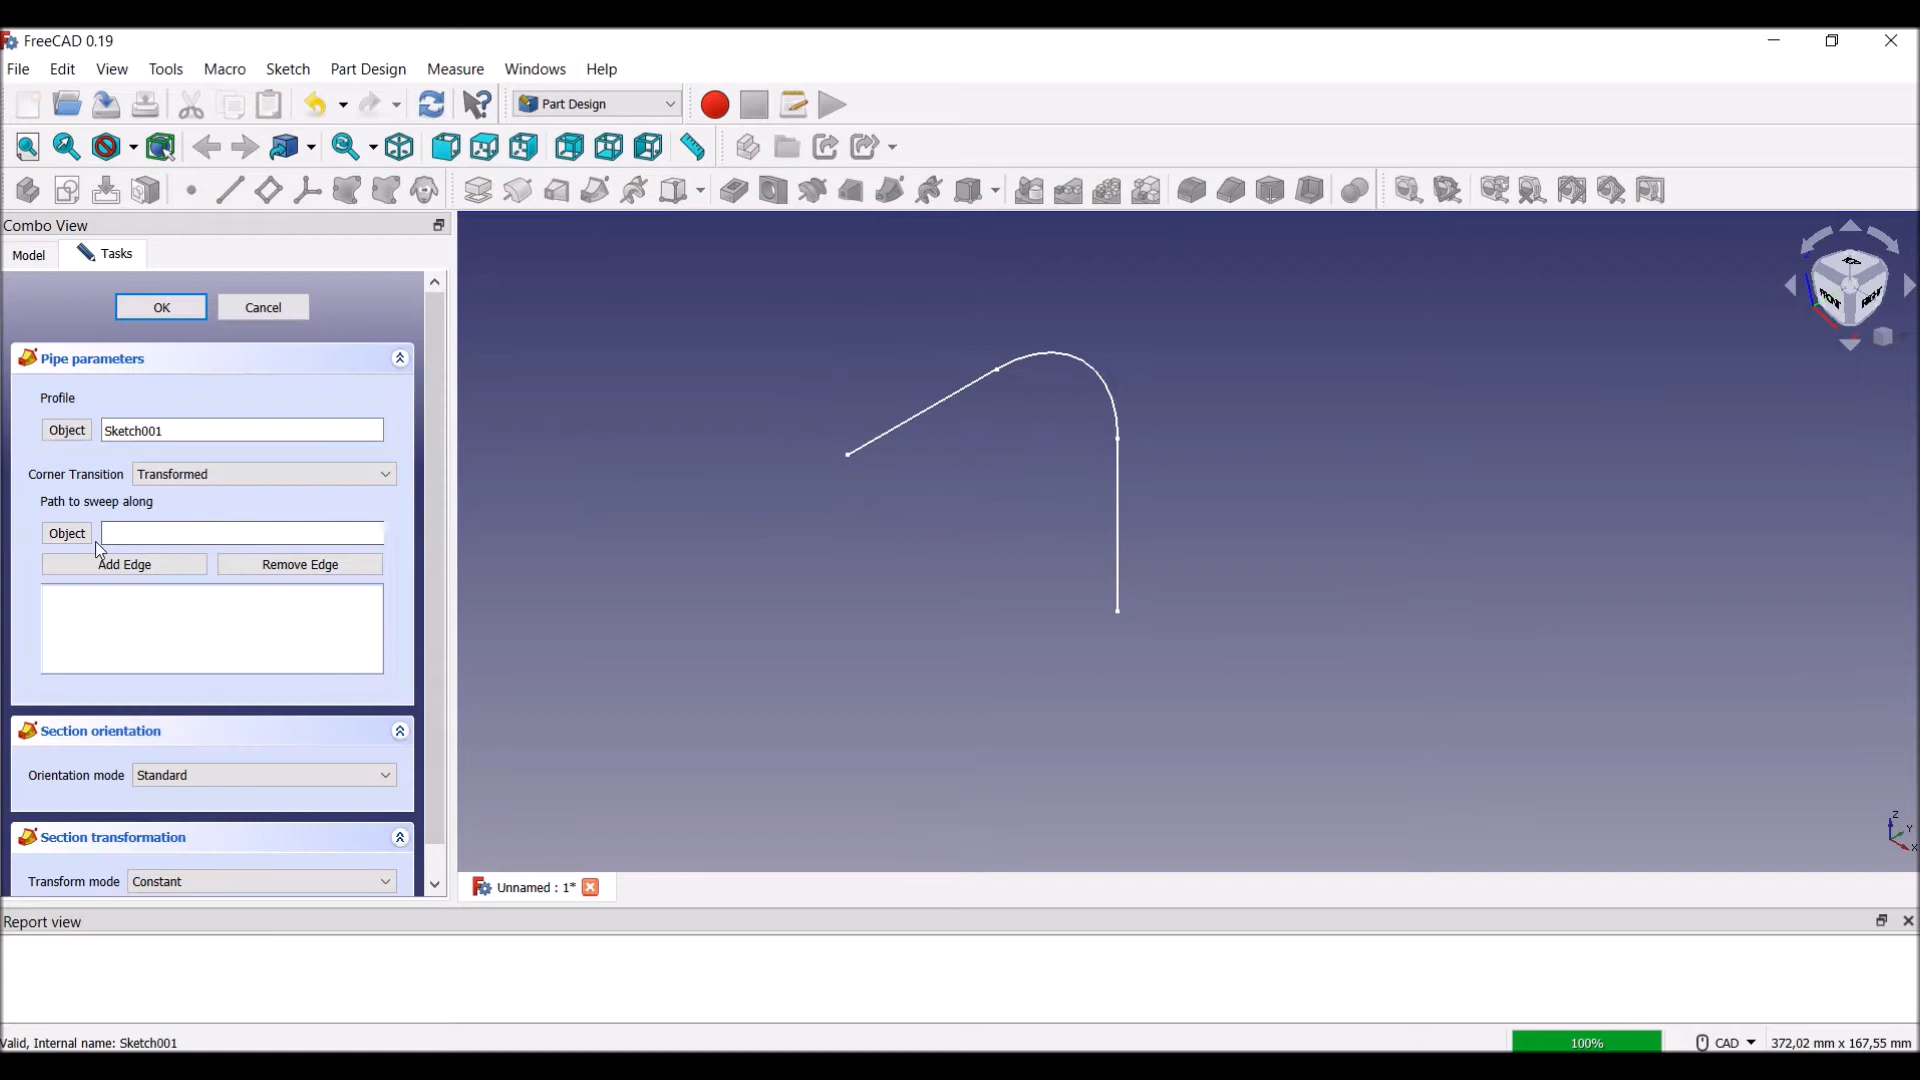 FreeCAD 0.19
File Edit View Tools Macro Sketch Part Design Measure Windows Help
Part Design
Combo View
Model Tasks
OK Cancel
Pipe parameters
Profile
Object Sketch001
Corner Transition Transformed
Path to sweep along
Object
Add Edge Remove Edge
Section orientation
Orientation mode Standard
Section transformation
Transform mode Constant
FRONT RIGHT
Z
Y
X
Unnamed : 1*
Report view
Valid, Internal name: Sketch001
100% CAD 372,02 mm x 167,55 mm